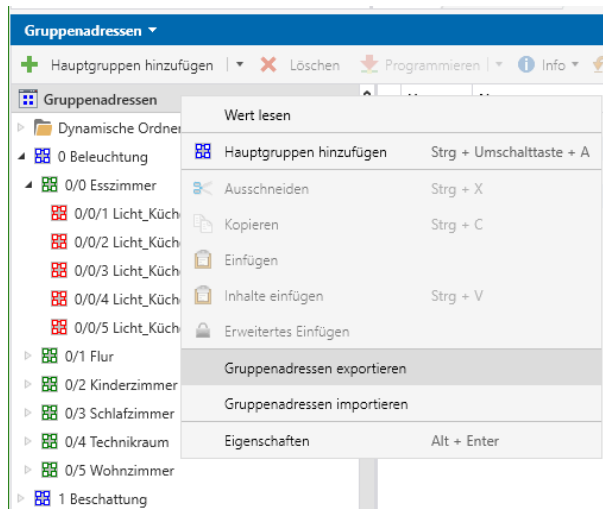 Gruppenadressen
Hauptgruppen hinzufügen Löschen Programmieren Info
Gruppenadressen
Dynamische Ordner
0 Beleuchtung
0/0 Esszimmer
0/0/1 Licht_Küch
0/0/2 Licht_Küch
0/0/3 Licht_Küch
0/0/4 Licht_Küch
0/0/5 Licht_Küch
0/1 Flur
0/2 Kinderzimmer
0/3 Schlafzimmer
0/4 Technikraum
0/5 Wohnzimmer
1 Beschattung
Wert lesen
Hauptgruppen hinzufügen Strg + Umschalttaste + A
Ausschneiden Strg + X
Kopieren Strg + C
Einfügen
Inhalte einfügen Strg + V
Erweitertes Einfügen
Gruppenadressen exportieren
Gruppenadressen importieren
Eigenschaften Alt + Enter